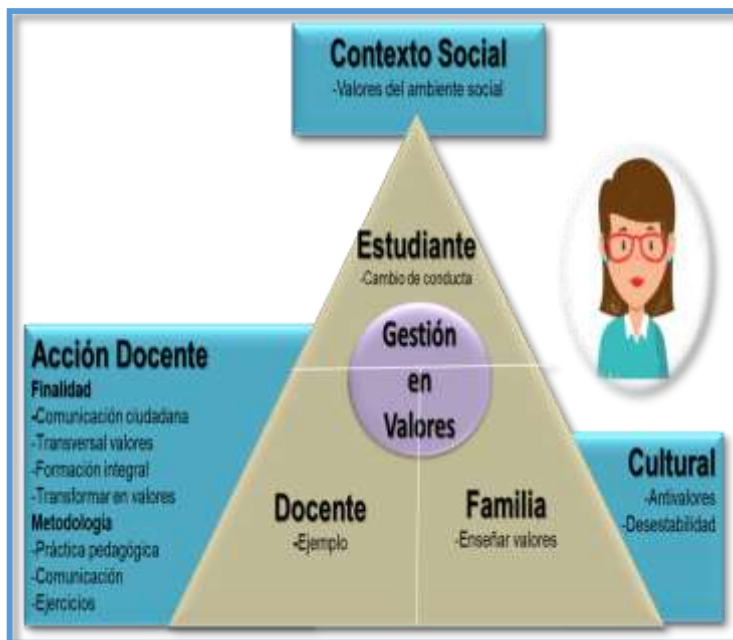 Contexto Social
-Valores del ambiente social
Estudiante
-Cambio de conducta
Gestión
en
Valores
Acción Docente
Finalidad
-Comunicación ciudadana
-Transversal valores
-Formación integral
-Transformar en valores
Metodología
-Práctica pedagógica
-Comunicación
-Ejercicios
Docente
-Ejemplo
Familia
-Enseñar valores
Cultural
-Antivalores
-Desestabilidad